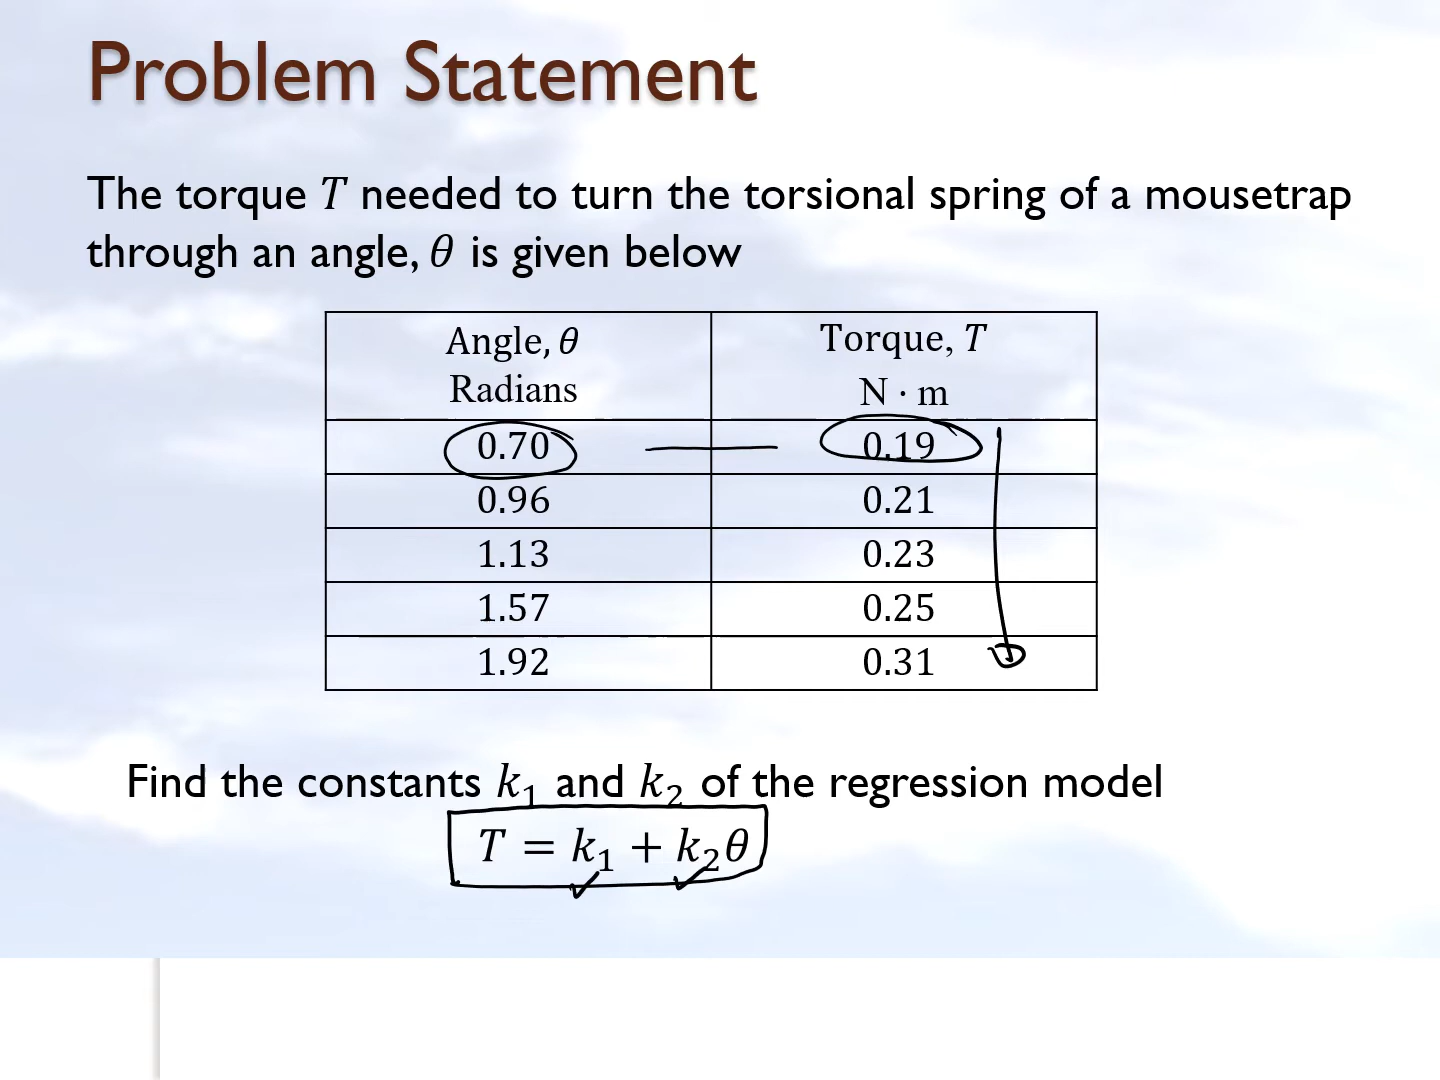 Problem Statement
The torque T needed to turn the torsional spring of a mousetrap
through an angle, θ is given below
Angle, θ Torque, T
Radians N · m
0.70 0.19
0.96 0.21
1.13 0.23
1.57 0.25
1.92 0.31
Find the constants k₁ and k₂ of the regression model
T = k₁ + k₂θ